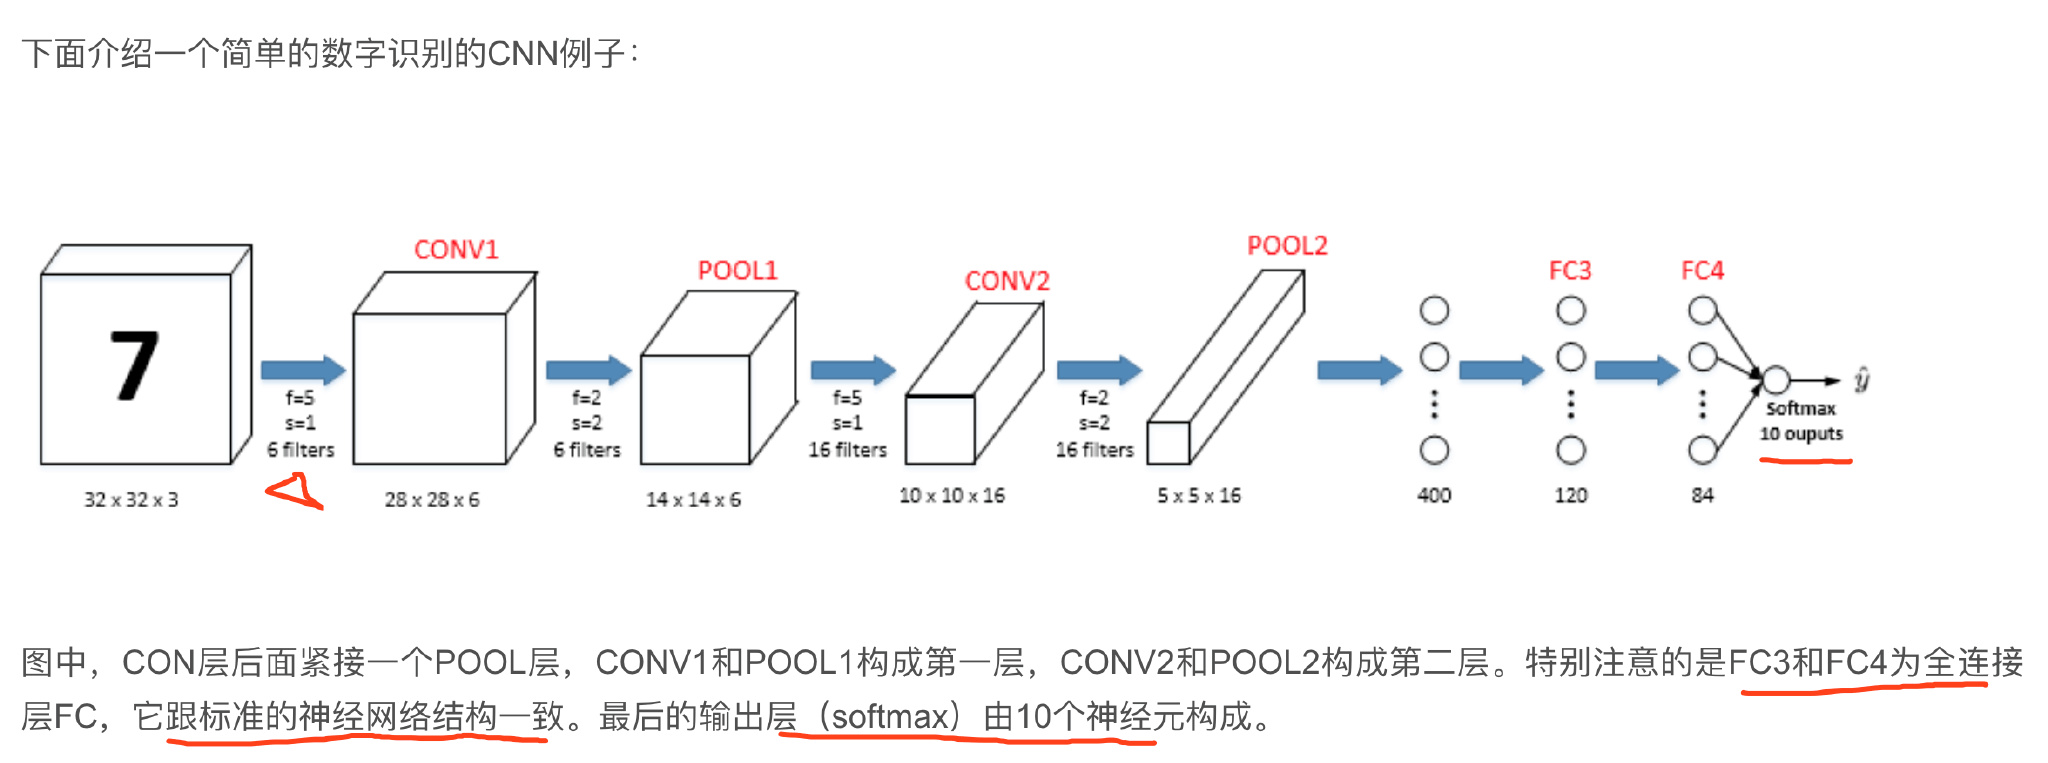 下面介绍一个简单的数字识别的CNN例子：
CONV1
POOL1
CONV2
POOL2
FC3
FC4
7
f=5
s=1
6 filters
f=2
s=2
6 filters
f=5
s=1
16 filters
f=2
s=2
16 filters
ŷ
Softmax
10 ouputs
32 x 32 x 3
28 x 28 x 6
14 x 14 x 6
10 x 10 x 16
5 x 5 x 16
400
120
84
图中，CON层后面紧接一个POOL层，CONV1和POOL1构成第一层，CONV2和POOL2构成第二层。特别注意的是FC3和FC4为全连接
层FC，它跟标准的神经网络结构一致。最后的输出层（softmax）由10个神经元构成。